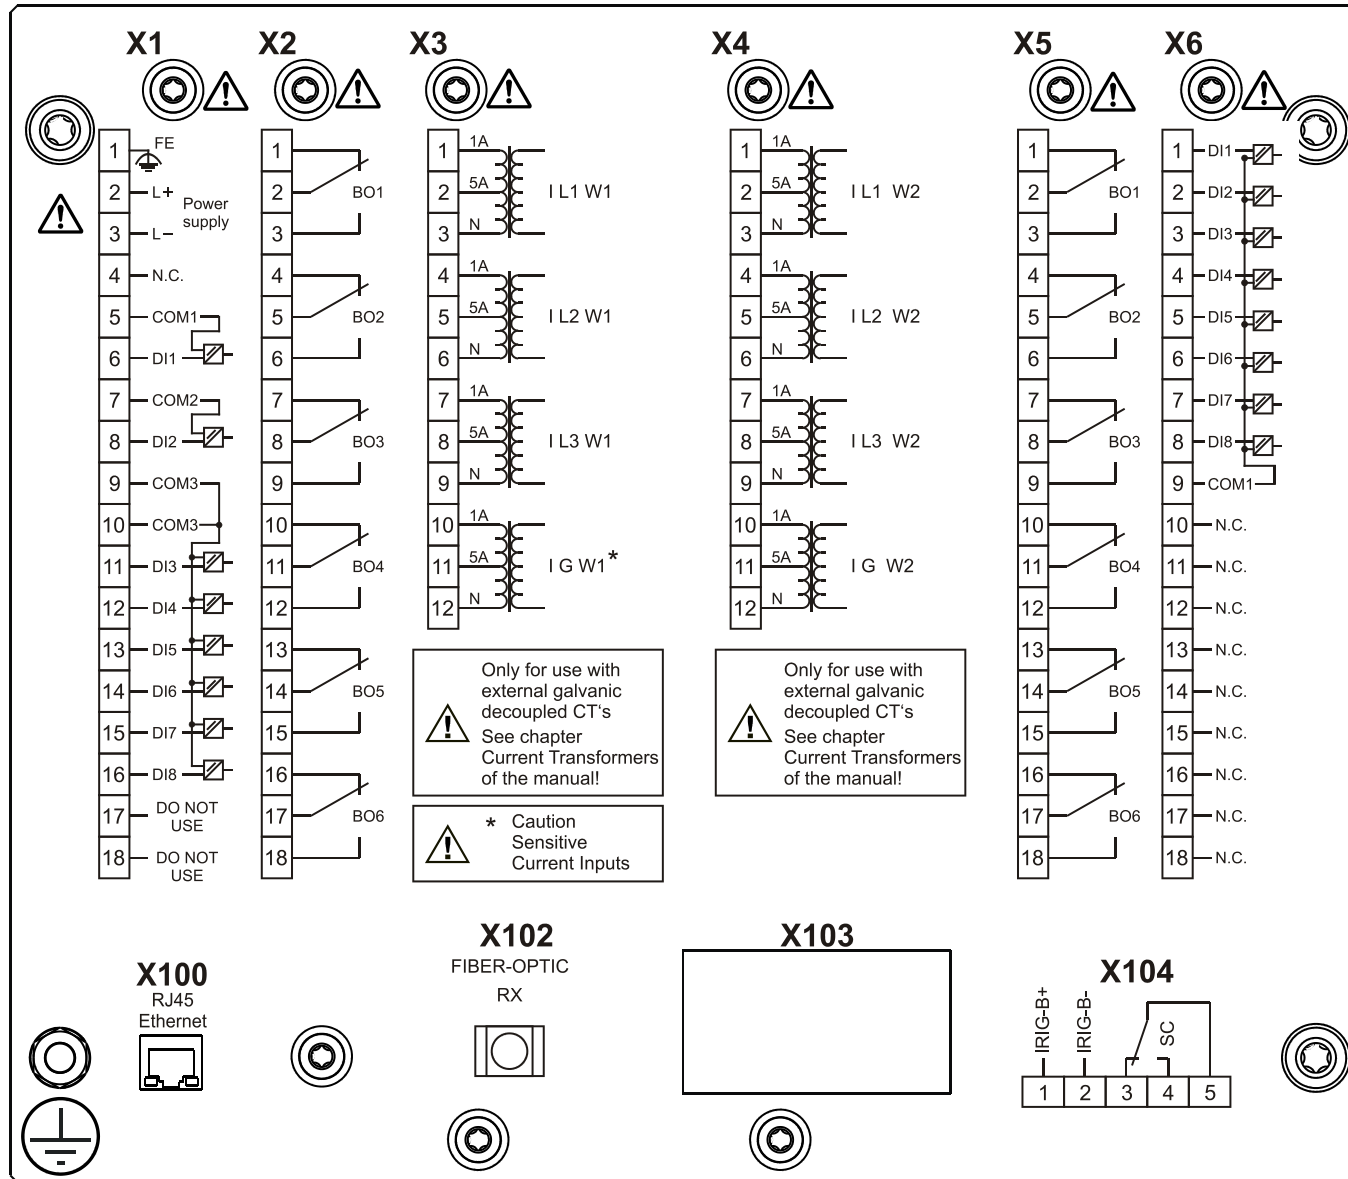 X1
1 FE
2 L+
Power
supply
3 L–
4 N.C.
5 COM1
6 DI1
7 COM2
8 DI2
9 COM3
10 COM3
11 DI3
12 DI4
13 DI5
14 DI6
15 DI7
16 DI8
17 DO NOT
USE
18 DO NOT
USE
X2
1
2 BO1
3
4
5 BO2
6
7
8 BO3
9
10
11 BO4
12
13
14 BO5
15
16
17 BO6
18
X3
1 1A
2 5A I L1 W1
3 N
4 1A
5 5A I L2 W1
6 N
7 1A
8 5A I L3 W1
9 N
10 1A
11 5A I G W1*
12 N
Only for use with
external galvanic
decoupled CT's
See chapter
Current Transformers
of the manual!
* Caution
Sensitive
Current Inputs
X4
1 1A
2 5A I L1 W2
3 N
4 1A
5 5A I L2 W2
6 N
7 1A
8 5A I L3 W2
9 N
10 1A
11 5A I G W2
12 N
Only for use with
external galvanic
decoupled CT's
See chapter
Current Transformers
of the manual!
X5
1
2 BO1
3
4
5 BO2
6
7
8 BO3
9
10
11 BO4
12
13
14 BO5
15
16
17 BO6
18
X6
1 DI1
2 DI2
3 DI3
4 DI4
5 DI5
6 DI6
7 DI7
8 DI8
9 COM1
10 N.C.
11 N.C.
12 N.C.
13 N.C.
14 N.C.
15 N.C.
16 N.C.
17 N.C.
18 N.C.
X100
RJ45
Ethernet
X102
FIBER-OPTIC
RX
X103
X104
IRIG-B+
IRIG-B-
SC
1 2 3 4 5